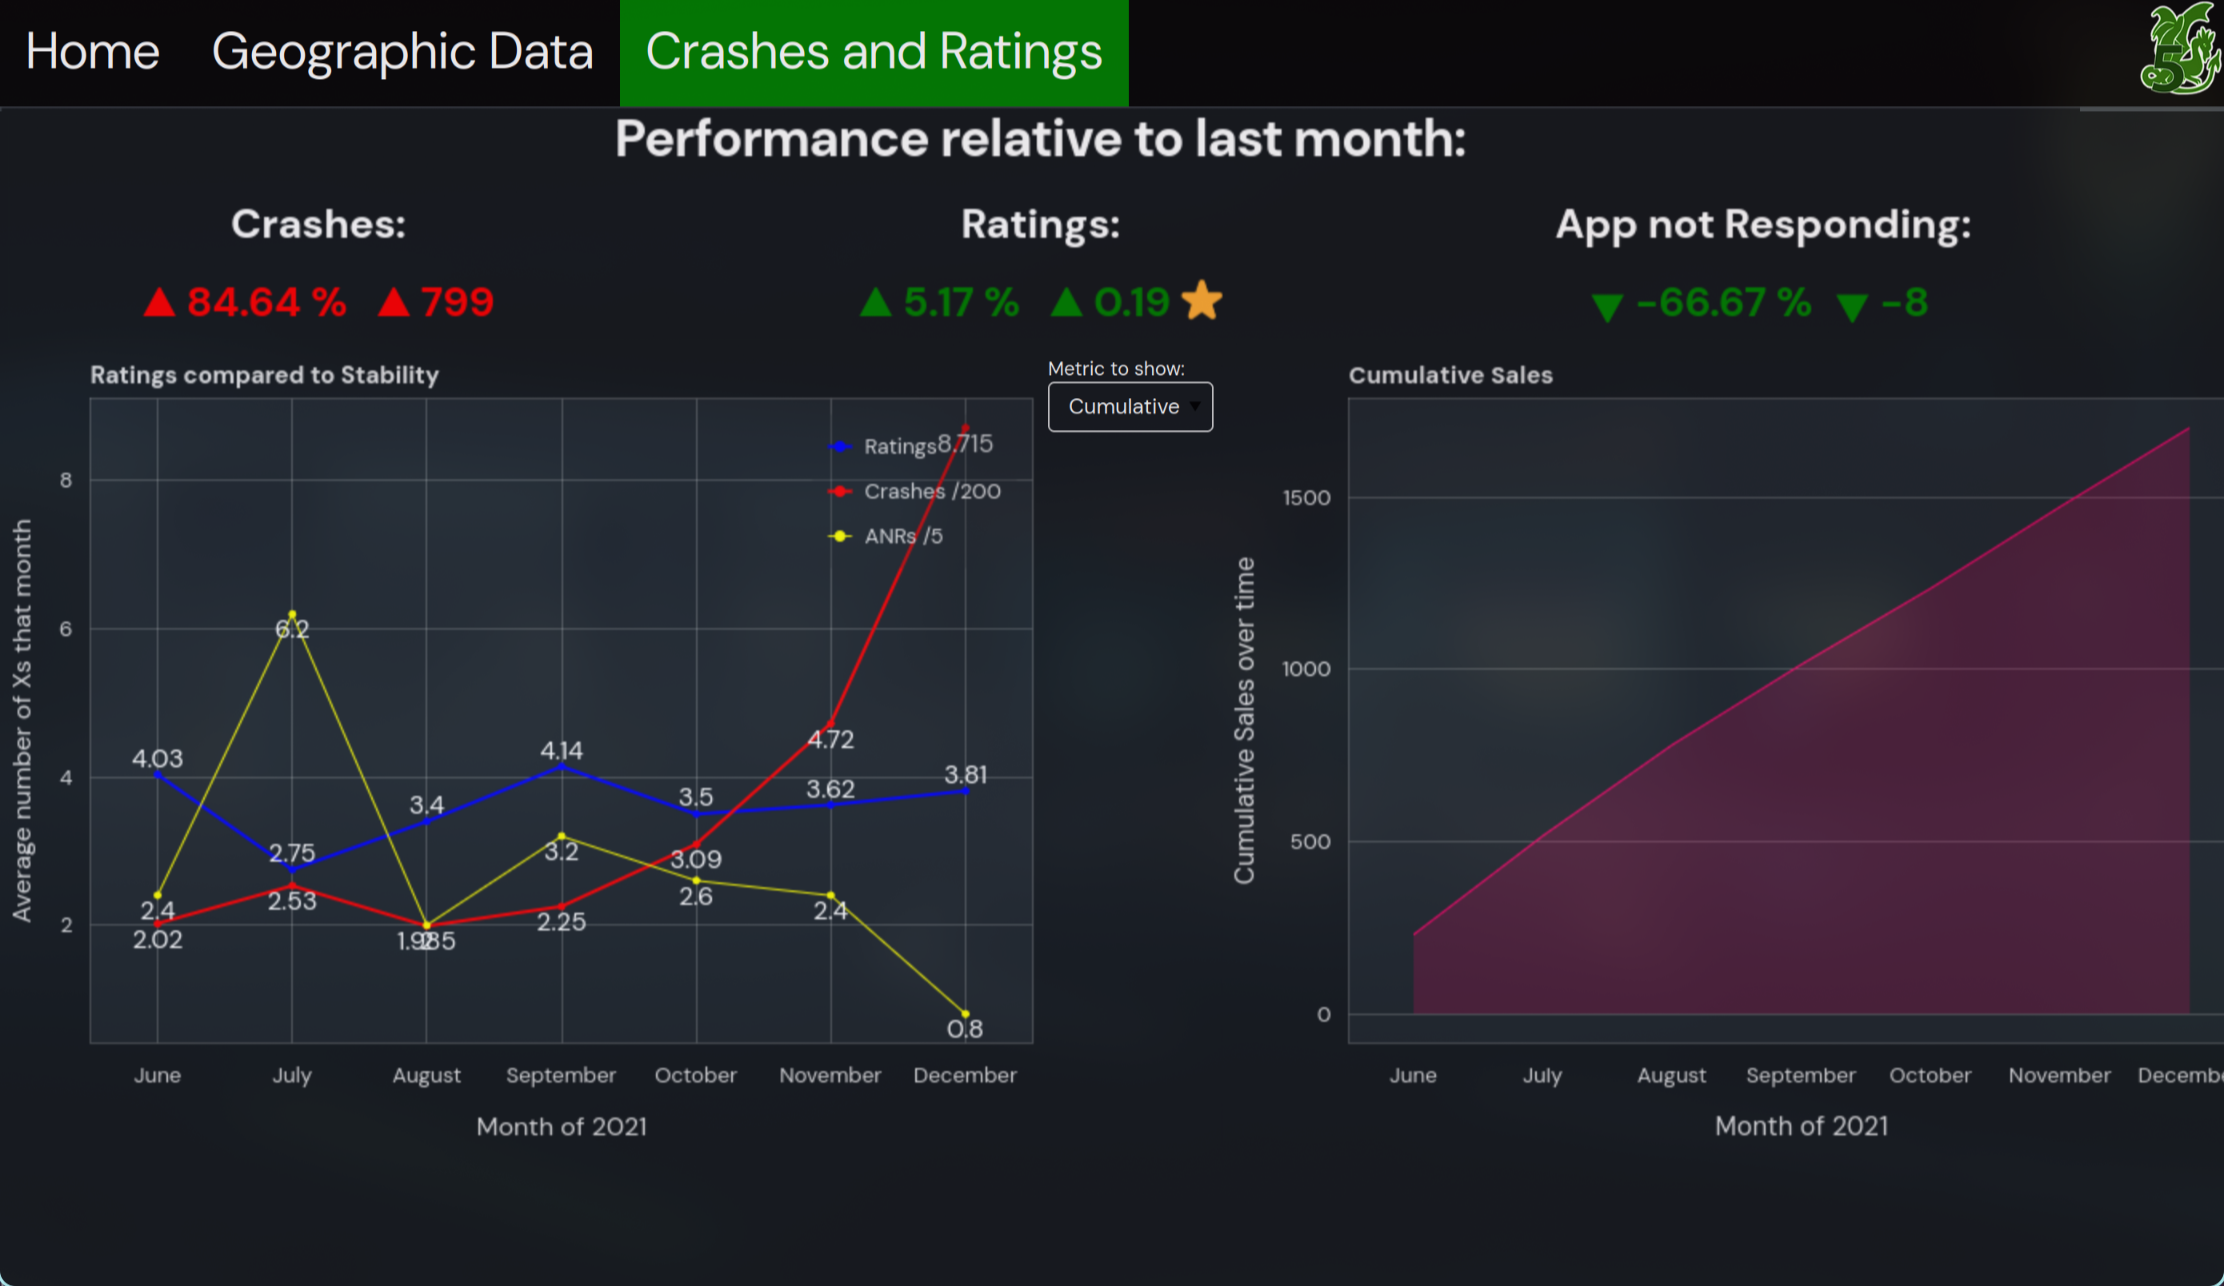 Home Geographic Data Crashes and Ratings
5
Performance relative to last month:
Crashes: Ratings: App not Responding:
▲ 84.64 % ▲ 799
▲ 5.17 % ▲ 0.19
▼ -66.67 % ▼ -8
Ratings compared to Stability
Ratings
Crashes /200
ANRs /5
8.715
8
6
4
2
Average number of Xs that month
6.2
4.03
4.14
4.72
3.4
3.5
3.62
3.81
2.75
3.2
3.09
2.4
2.53
2.6
2.4
2.02
1.985
2
2.25
0.8
June July August September October November December
Month of 2021
Metric to show:
Cumulative ▼
Cumulative Sales
1500
1000
500
0
Cumulative Sales over time
June July August September October November Decembe
Month of 2021